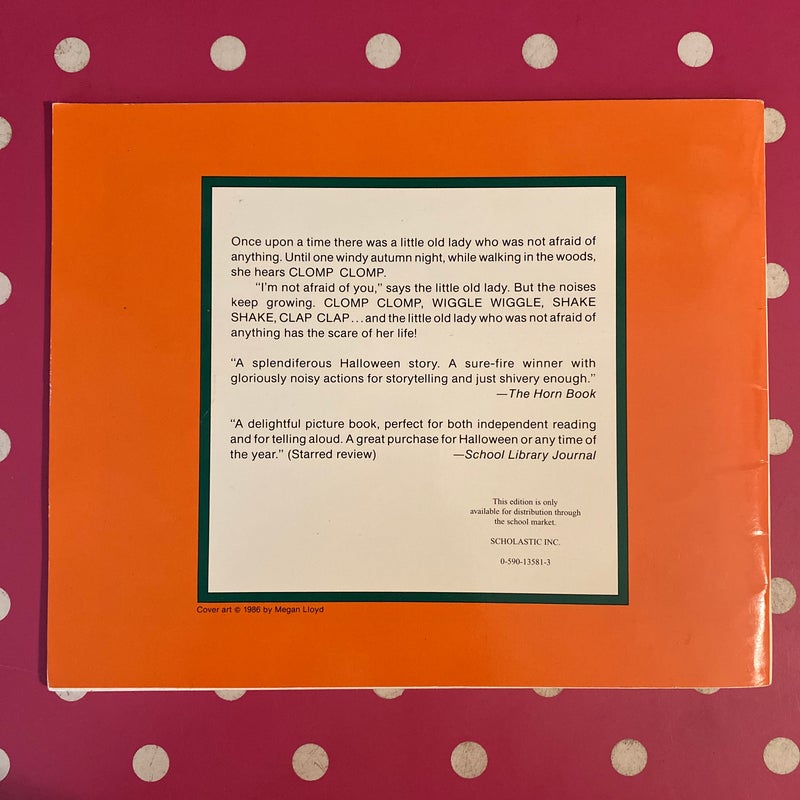 Once upon a time there was a little old lady who was not afraid of
anything. Until one windy autumn night, while walking in the woods,
she hears CLOMP CLOMP.
“I’m not afraid of you,” says the little old lady. But the noises
keep growing. CLOMP CLOMP, WIGGLE WIGGLE, SHAKE
SHAKE, CLAP CLAP...and the little old lady who was not afraid of
anything has the scare of her life!
“A splendiferous Halloween story. A sure-fire winner with
gloriously noisy actions for storytelling and just shivery enough.”
—The Horn Book
“A delightful picture book, perfect for both independent reading
and for telling aloud. A great purchase for Halloween or any time of
the year.” (Starred review) —School Library Journal
This edition is only
available for distribution through
the school market.
SCHOLASTIC INC.
0-590-13581-3
Cover art © 1986 by Megan Lloyd